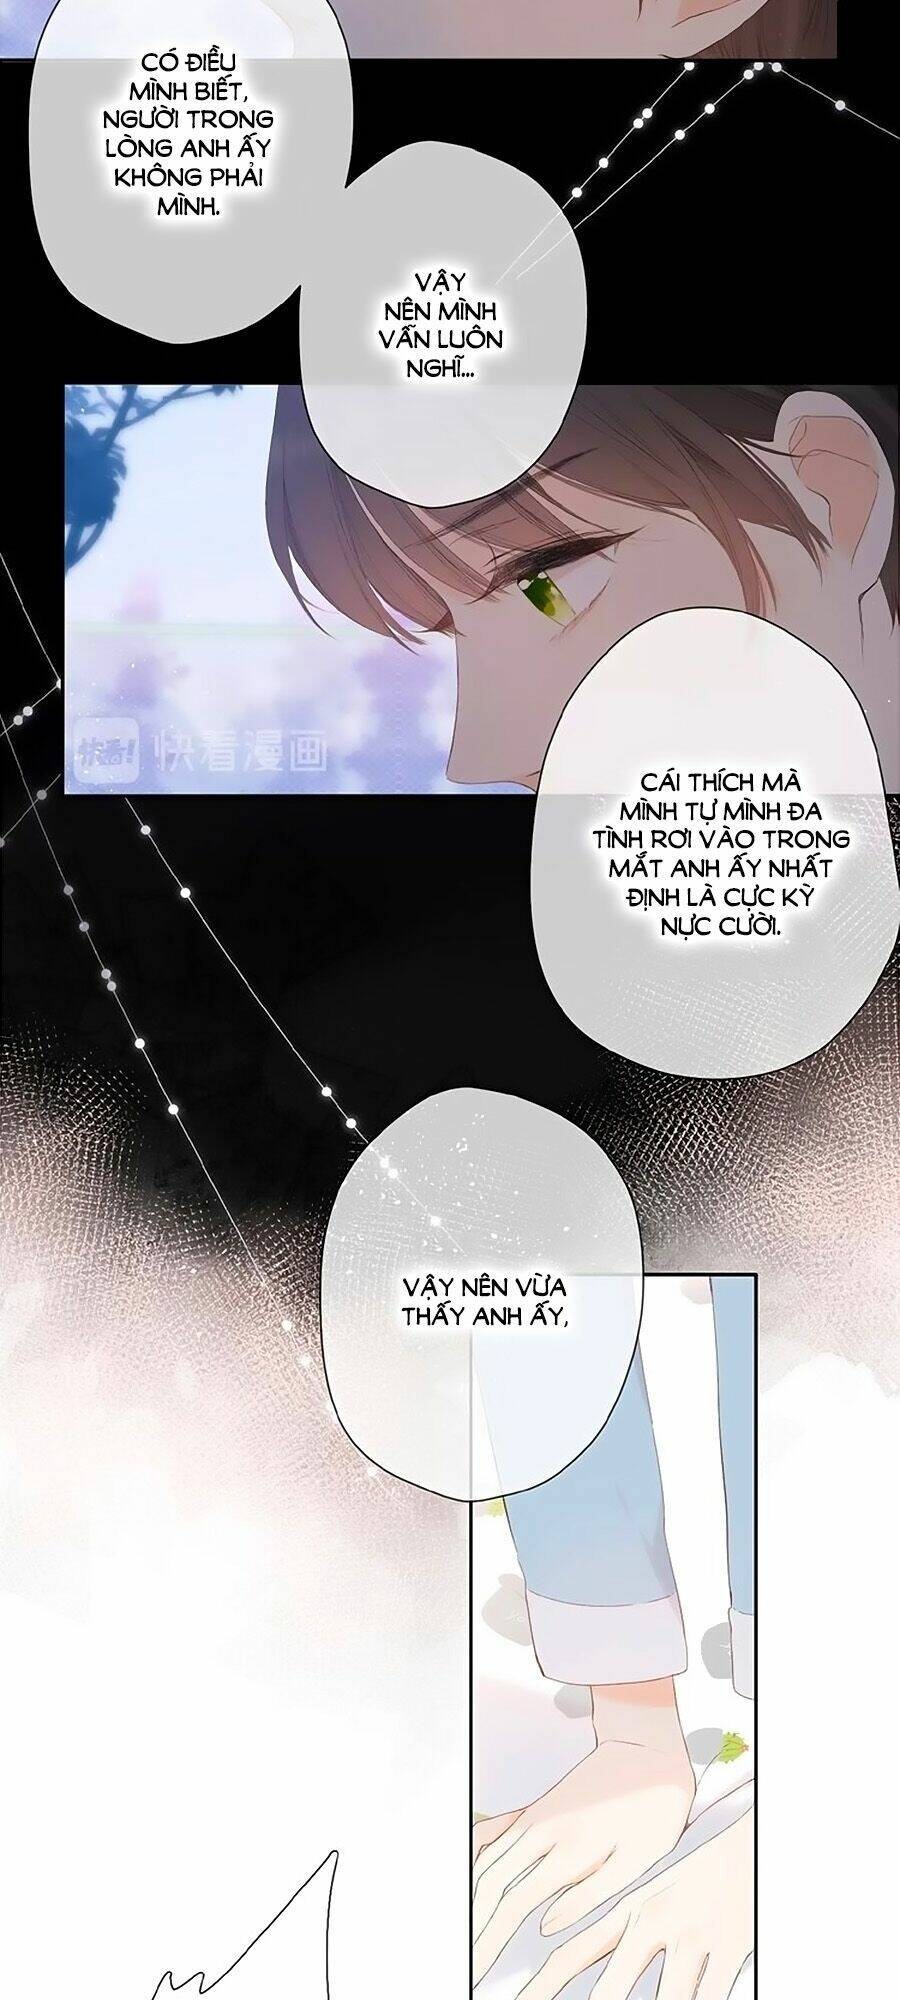 CÓ ĐIỀU
MÌNH BIẾT,
NGƯỜI TRONG
LÒNG ANH ẤY
KHÔNG PHẢI
MÌNH.
VẬY
NÊN MÌNH
VẪN LUÔN
NGHĨ...
快看! 快看漫画
CÁI THÍCH MÀ
MÌNH TỰ MÌNH ĐA
TÌNH RƠI VÀO TRONG
MẮT ANH ẤY NHẤT
ĐỊNH LÀ CỰC KỲ
NỰC CƯỜI.
VẬY NÊN VỪA
THẤY ANH ẤY,